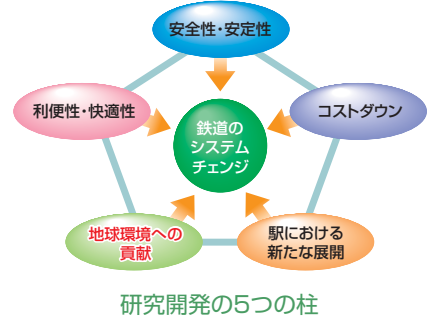 安全性・安定性
利便性・快適性
コストダウン
鉄道の
システム
チェンジ
地球環境への
貢献
駅における
新たな展開
研究開発の5つの柱